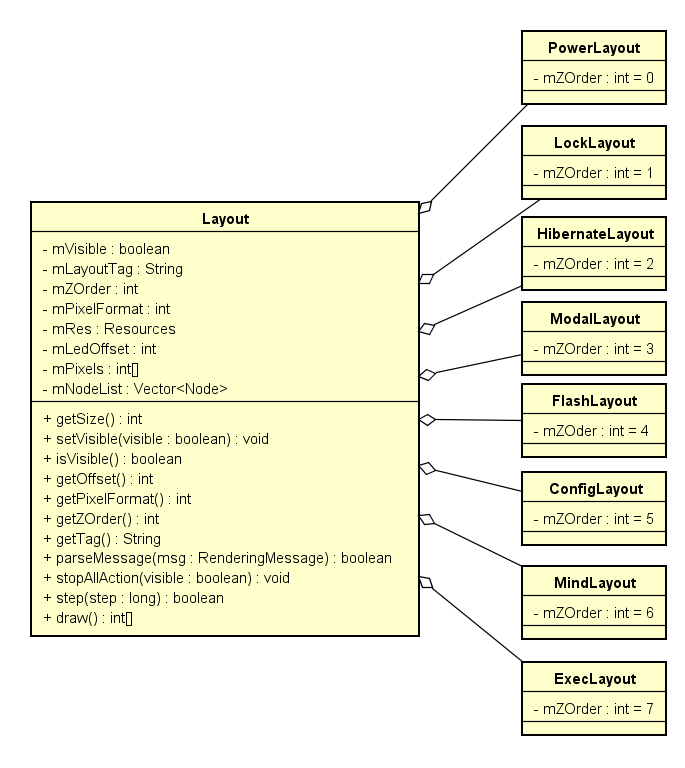 Layout
- mVisible : boolean
- mLayoutTag : String
- mZOrder : int
- mPixelFormat : int
- mRes : Resources
- mLedOffset : int
- mPixels : int[]
- mNodeList : Vector<Node>
+ getSize() : int
+ setVisible(visible : boolean) : void
+ isVisible() : boolean
+ getOffset() : int
+ getPixelFormat() : int
+ getZOrder() : int
+ getTag() : String
+ parseMessage(msg : RenderingMessage) : boolean
+ stopAllAction(visible : boolean) : void
+ step(step : long) : boolean
+ draw() : int[]
PowerLayout
- mZOrder : int = 0
LockLayout
- mZOrder : int = 1
HibernateLayout
- mZOrder : int = 2
ModalLayout
- mZOrder : int = 3
FlashLayout
- mZOder : int = 4
ConfigLayout
- mZOrder : int = 5
MindLayout
- mZOrder : int = 6
ExecLayout
- mZOrder : int = 7